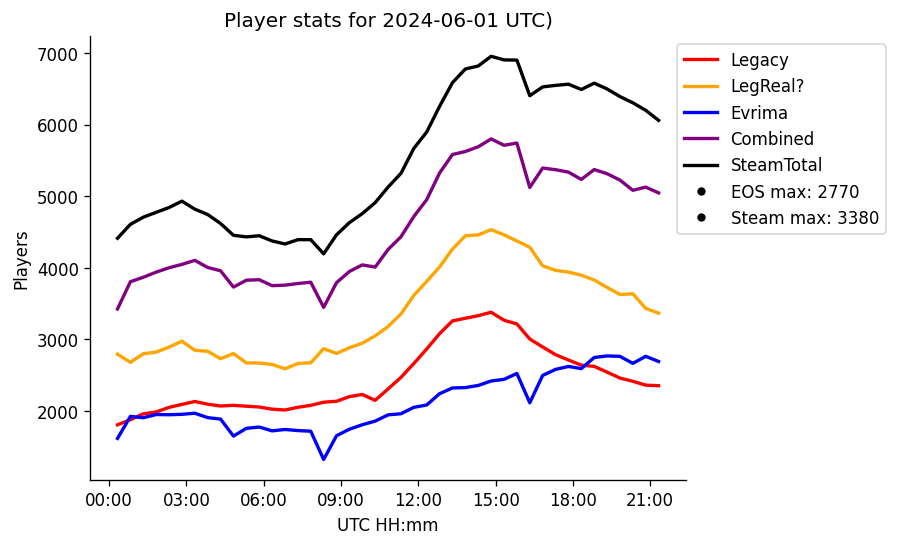 Player stats for 2024-06-01 UTC)
7000
6000
5000
4000
3000
2000
Players
00:00 03:00 06:00 09:00 12:00 15:00 18:00 21:00
UTC HH:mm
Legacy
LegReal?
Evrima
Combined
SteamTotal
EOS max: 2770
Steam max: 3380